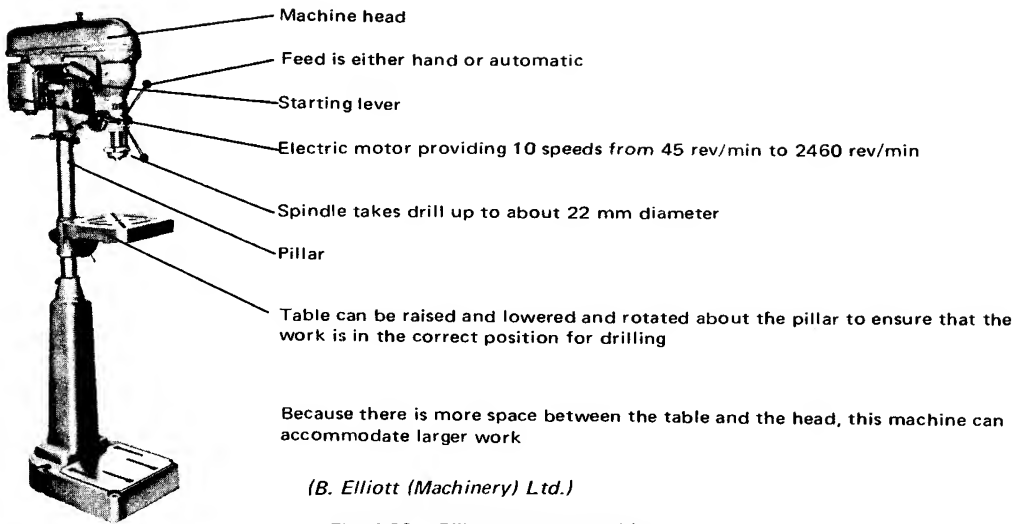 Machine head
Feed is either hand or automatic
Starting lever
Electric motor providing 10 speeds from 45 rev/min to 2460 rev/min
Spindle takes drill up to about 22 mm diameter
Pillar
Table can be raised and lowered and rotated about the pillar to ensure that the
work is in the correct position for drilling
Because there is more space between the table and the head, this machine can
accommodate larger work
(B. Elliott (Machinery) Ltd.)